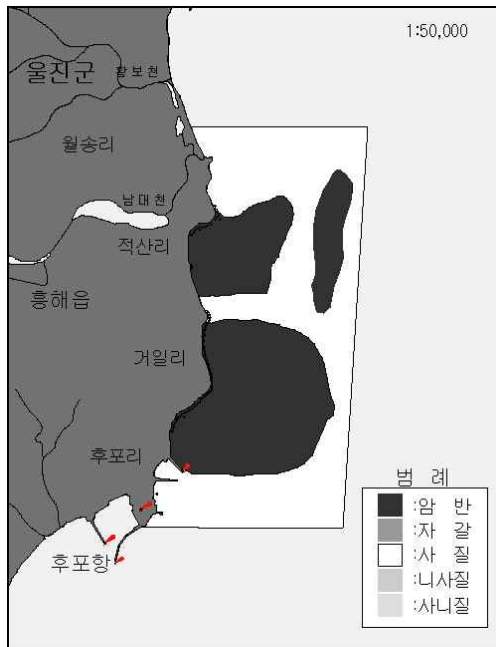 1:50,000
울진군
황보천
월송리
남대천
적산리
흥해읍
거일리
후포리
후포항
범 례
:암 반
:자 갈
:사 질
:니사질
:사니질